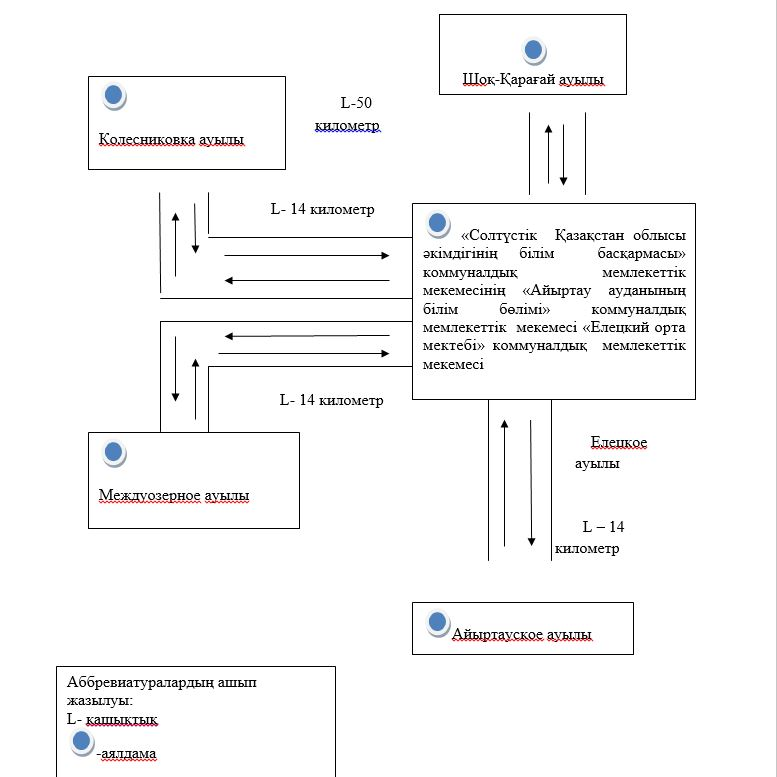 Шоқ-Қарағай ауылы
L-50
километр
Колесниковка ауылы
L- 14 километр
«Солтүстік Қазақстан облысы
әкімдігінің білім басқармасы»
коммуналдық мемлекеттік
мекемесінің «Айыртау ауданының
білім бөлімі» коммуналдық
мемлекеттік мекемесі «Елецкий орта
мектебі» коммуналдық мемлекеттік
мекемесі
L- 14 километр
Елецкое
ауылы
Междуозерное ауылы
L – 14
километр
Айыртауское ауылы
Аббревиатуралардың ашып
жазылуы:
L- қашықтық
-аялдама